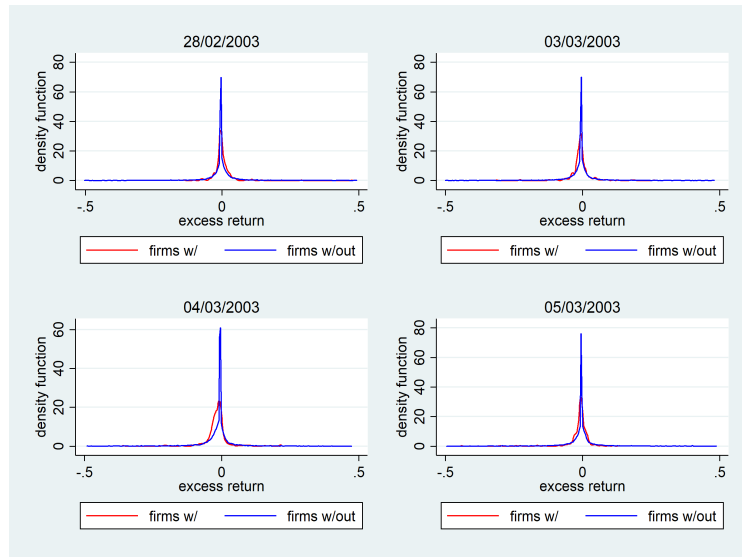 28/02/2003
density function
80
60
40
20
0
-.5
0
.5
excess return
firms w/
firms w/out
03/03/2003
density function
80
60
40
20
0
-.5
0
.5
excess return
firms w/
firms w/out
04/03/2003
density function
60
40
20
0
-.5
0
.5
excess return
firms w/
firms w/out
05/03/2003
density function
80
60
40
20
0
-.5
0
.5
excess return
firms w/
firms w/out